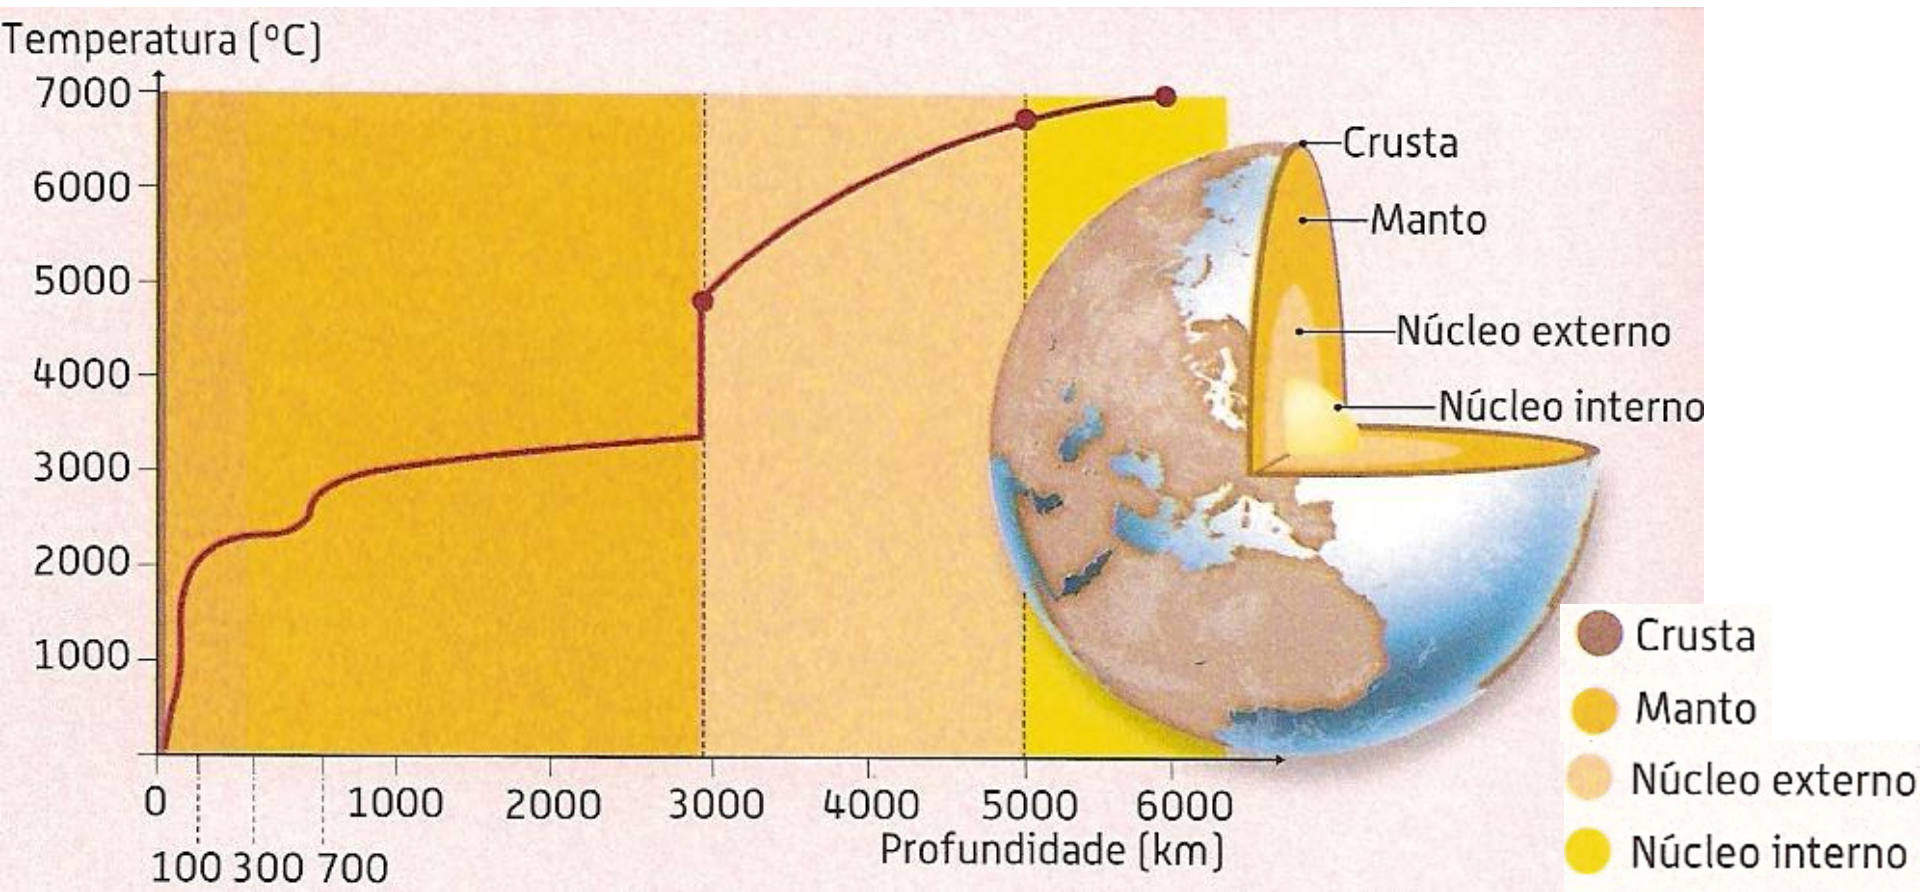 Temperatura (ºC)
7000
6000
5000
4000
3000
2000
1000
0
1000
2000
3000
4000
5000
6000
100
300
700
Profundidade (km)
Crusta
Manto
Núcleo externo
Núcleo interno
Crusta
Manto
Núcleo externo
Núcleo interno